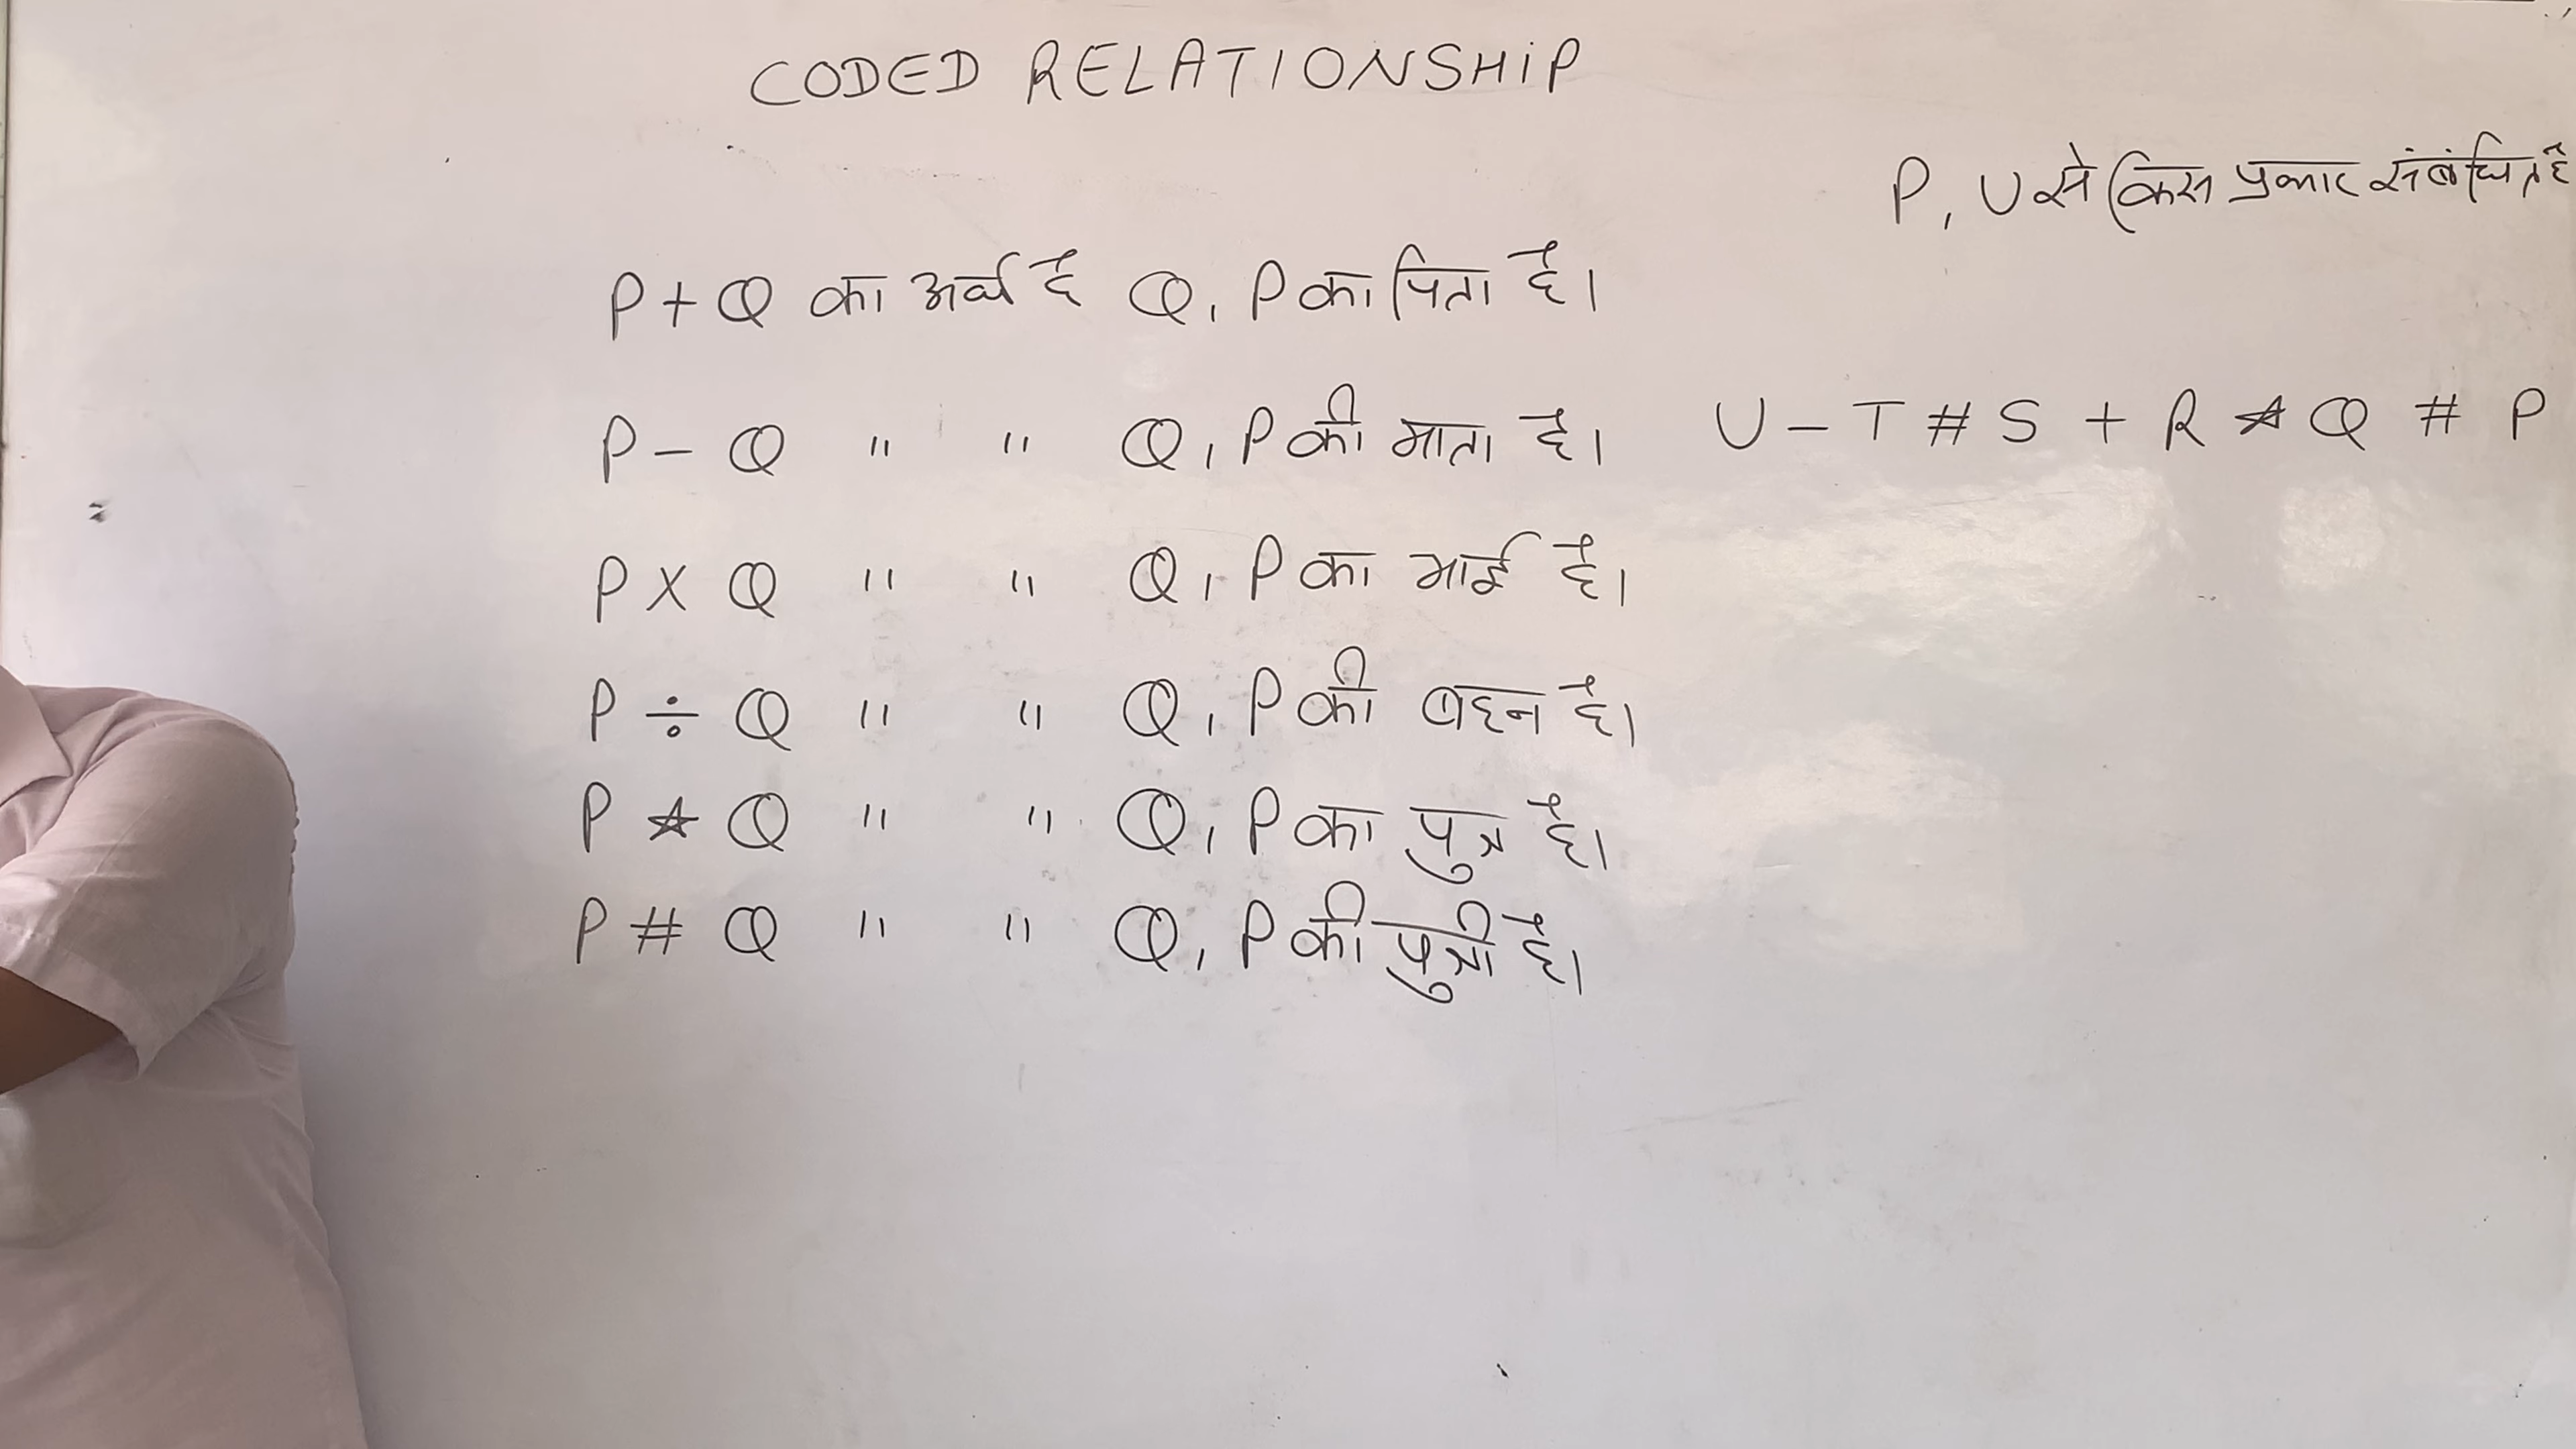 CODED RELATIONSHIP
P, U से किस प्रकार संबंधित है
P + Q का अर्थ है Q, P का पिता है।
P - Q " " Q, P की माता है।
U - T # S + R ☆ Q # P
P × Q " " Q, P का भाई है।
P ÷ Q " " Q, P की बहन है।
P ☆ Q " " Q, P का पुत्र है।
P # Q " " Q, P की पुत्री है।